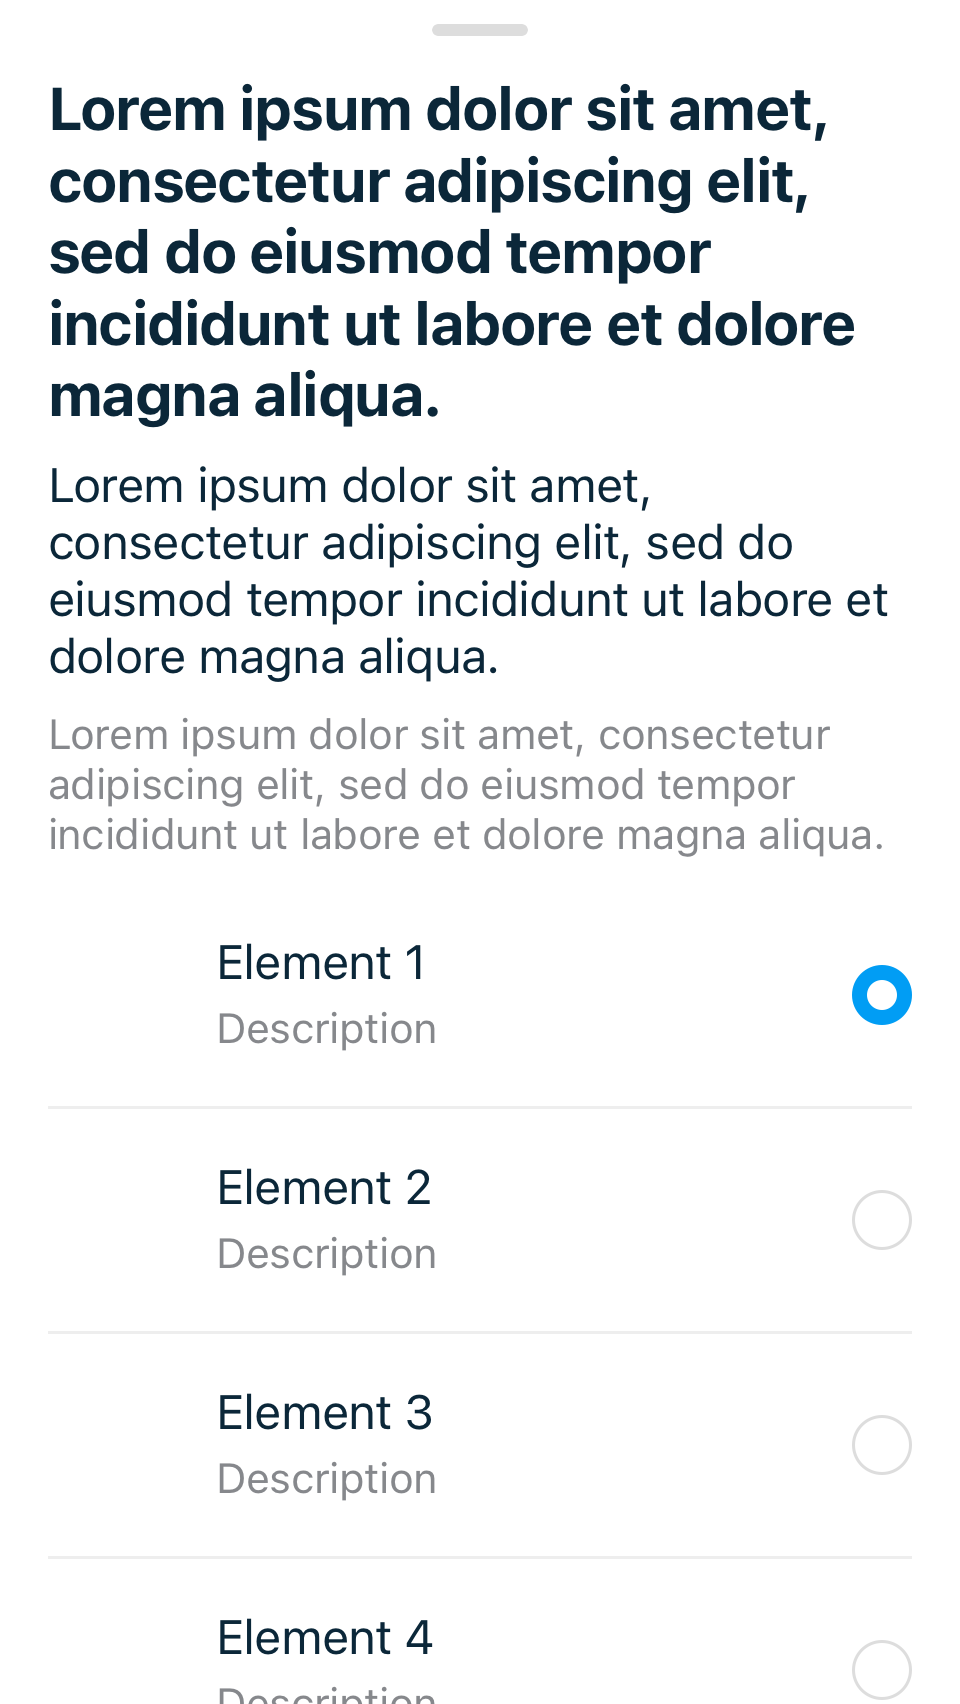 Lorem ipsum dolor sit amet,
consectetur adipiscing elit,
sed do eiusmod tempor
incididunt ut labore et dolore
magna aliqua.
Lorem ipsum dolor sit amet,
consectetur adipiscing elit, sed do
eiusmod tempor incididunt ut labore et
dolore magna aliqua.
Lorem ipsum dolor sit amet, consectetur
adipiscing elit, sed do eiusmod tempor
incididunt ut labore et dolore magna aliqua.
Element 1
Description
Element 2
Description
Element 3
Description
Element 4
Description